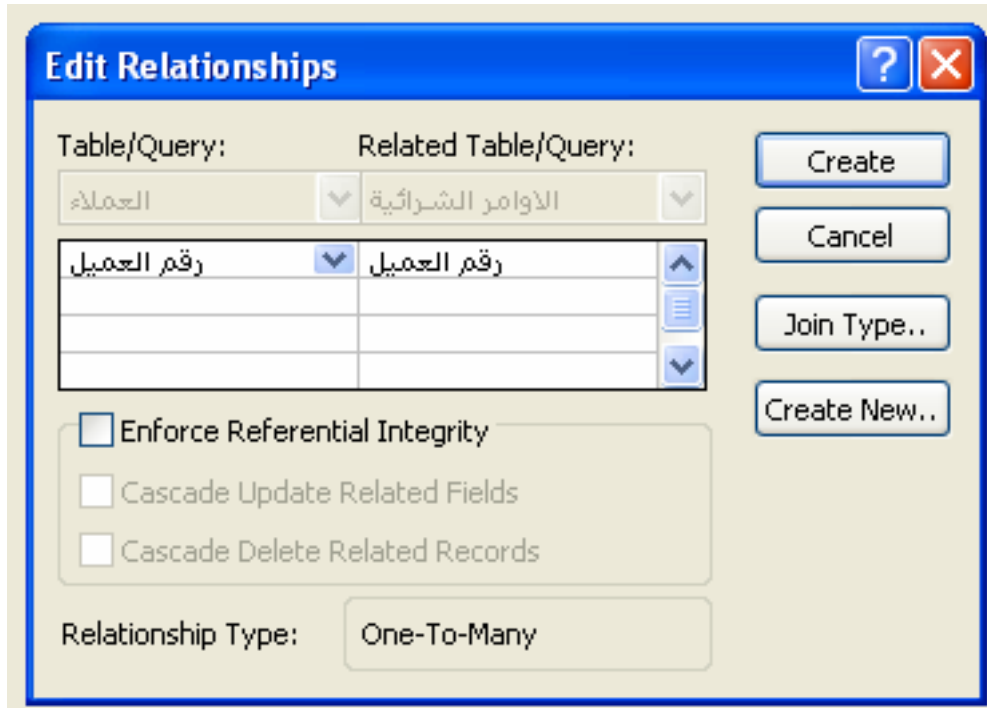 Edit Relationships
Table/Query: Related Table/Query:
العملاء الاوامر الشرائية
رقم العميل رقم العميل
Create
Cancel
Join Type..
Create New..
Enforce Referential Integrity
Cascade Update Related Fields
Cascade Delete Related Records
Relationship Type: One-To-Many